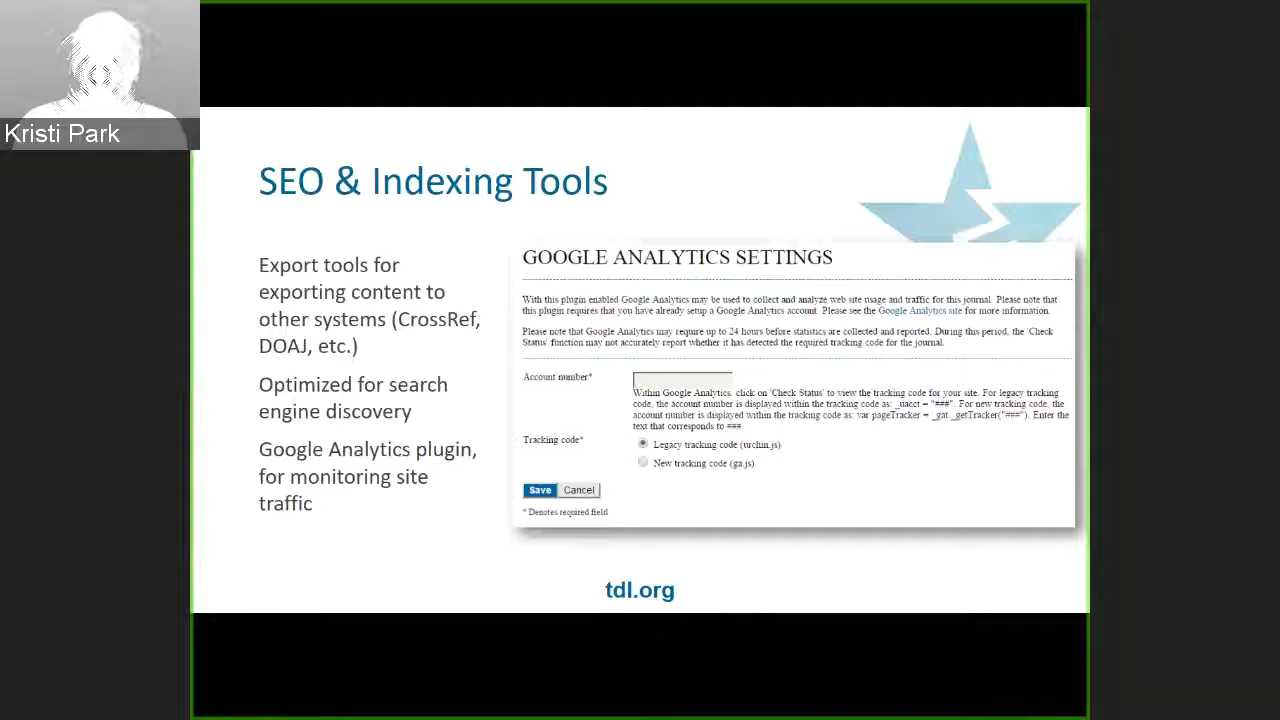 Kristi Park
SEO & Indexing Tools
Export tools for
exporting content to
other systems (CrossRef,
DOAJ, etc.)
Optimized for search
engine discovery
Google Analytics plugin,
for monitoring site
traffic
GOOGLE ANALYTICS SETTINGS
With this plugin enabled Google Analytics may be used to collect and analyze web site usage and traffic for this journal. Please note that
this plugin requires that you have already setup a Google Analytics account. Please see the Google Analytics site for more information.
Please note that Google Analytics may require up to 24 hours before statistics are collected and reported. During this period, the 'Check
Status' function may not accurately report whether it has detected the required tracking code for the journal.
Account number*
Within Google Analytics, click on 'Check Status' to view the tracking code for your site. For legacy tracking
code, the account number is displayed within the tracking code as: _uacct = "###". For new tracking code, the
account number is displayed within the tracking code as: var pageTracker = _gat._getTracker("###"). Enter the
text that corresponds to ###.
Tracking code*
Legacy tracking code (urchin.js)
New tracking code (ga.js)
Save Cancel
* Denotes required field
tdl.org